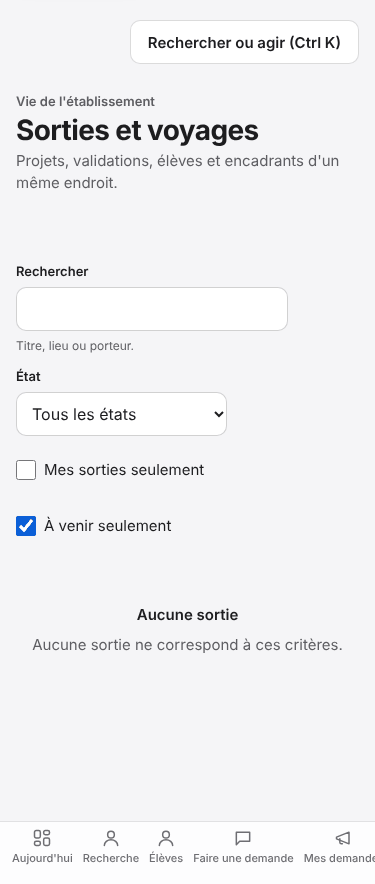 Rechercher ou agir (Ctrl K)
Vie de l'établissement
Sorties et voyages
Projets, validations, élèves et encadrants d'un
même endroit.
Rechercher
Titre, lieu ou porteur.
État
Tous les états
Mes sorties seulement
À venir seulement
Aucune sortie
Aucune sortie ne correspond à ces critères.
Aujourd'hui
Recherche
Élèves
Faire une demande
Mes demande